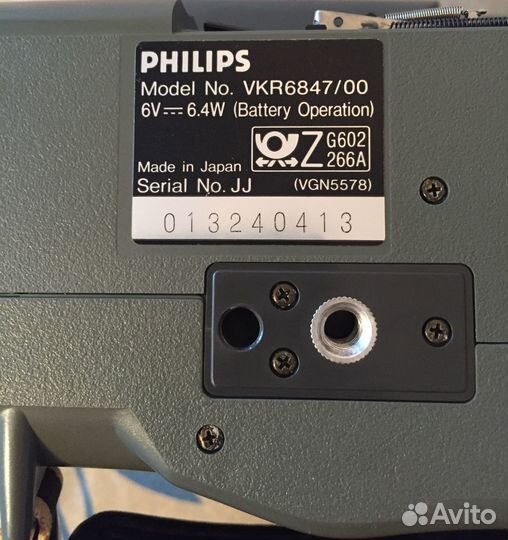 PHILIPS
Model No. VKR6847/00
6V⎓6.4W (Battery Operation)
Z G602
266A
Made in Japan
Serial No. JJ (VGN5578)
013240413
Avito